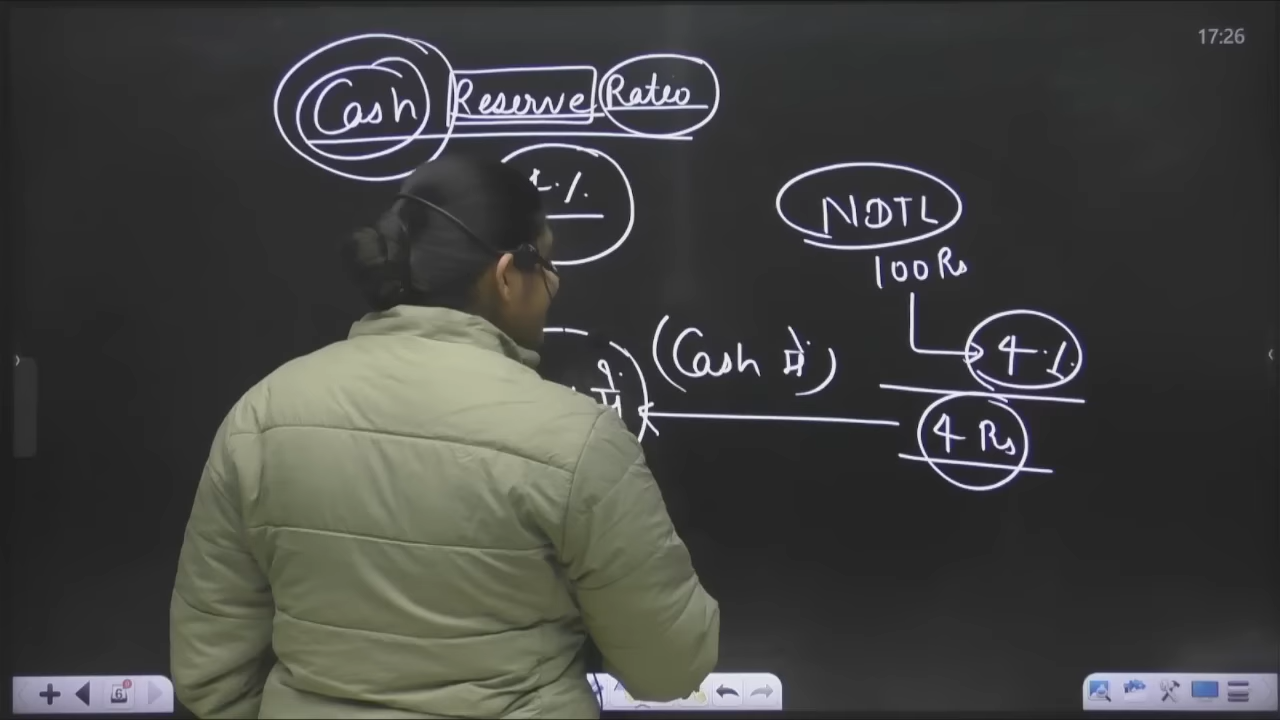 17:26
Cash Reserve Ratio
NDTL
100 Rs
(Cash में)
4%
4 Rs